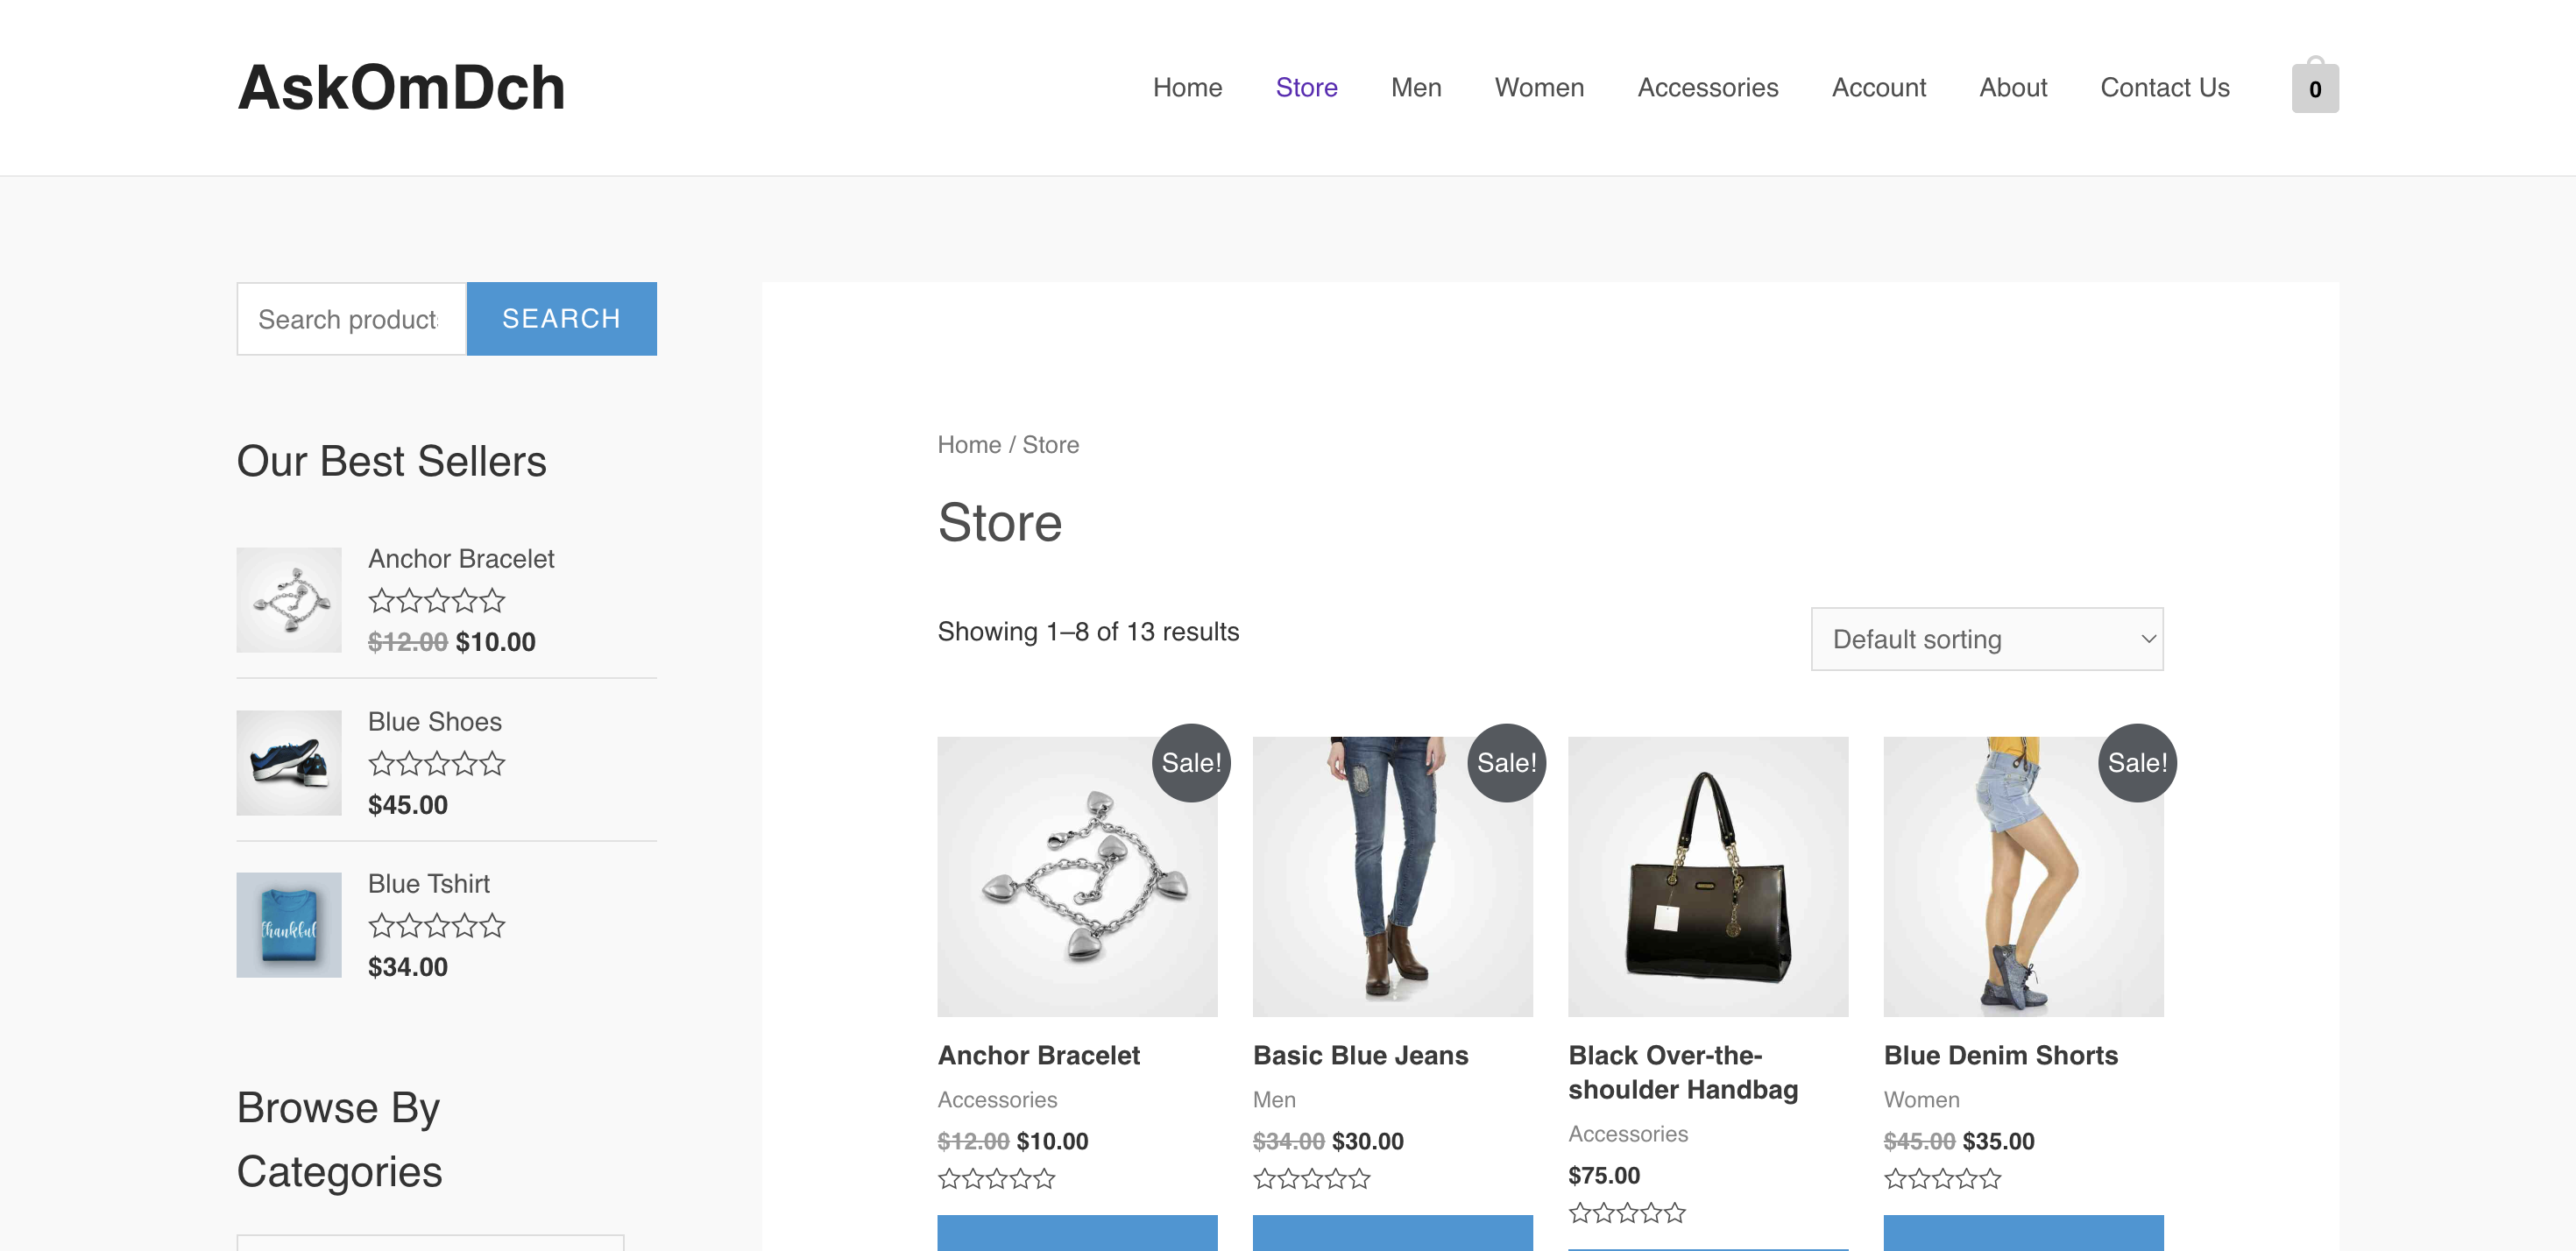 AskOmDch
Home Store Men Women Accessories Account About Contact Us 0
Search product
SEARCH
Our Best Sellers
Anchor Bracelet
$12.00 $10.00
Blue Shoes
$45.00
thankful
Blue Tshirt
$34.00
Browse By
Categories
Home / Store
Store
Showing 1–8 of 13 results
Default sorting
Sale!
Anchor Bracelet
Accessories
$12.00 $10.00
Sale!
Basic Blue Jeans
Men
$34.00 $30.00
Black Over-the-
shoulder Handbag
Accessories
$75.00
Sale!
Blue Denim Shorts
Women
$45.00 $35.00